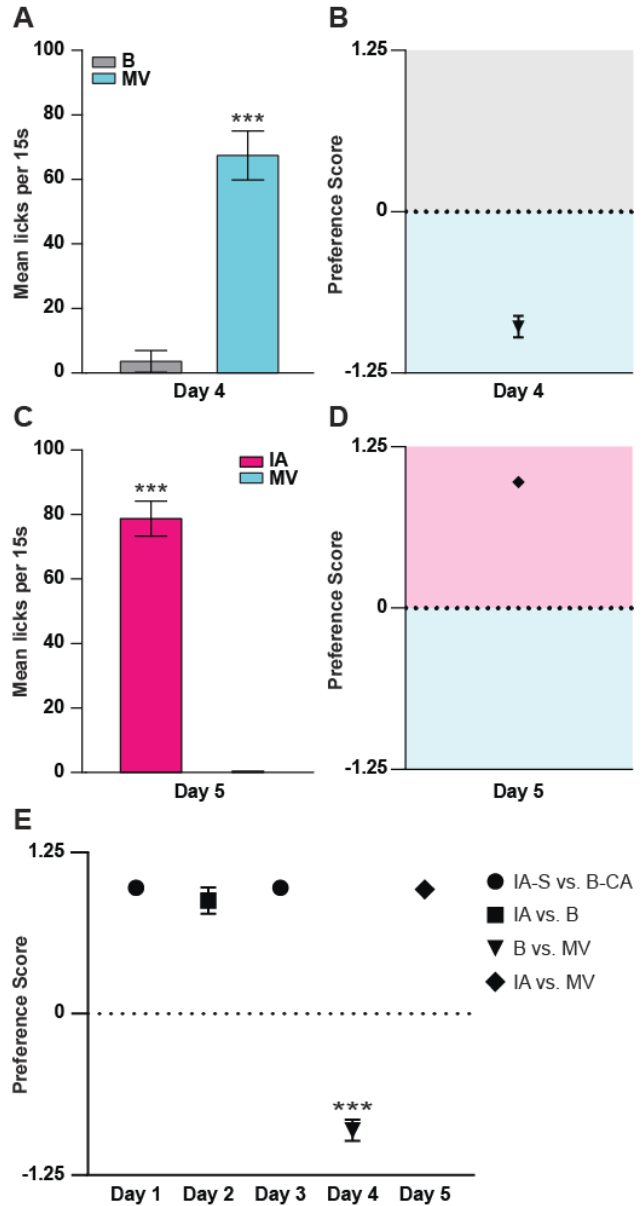 A
Mean licks per 15s
100
80
60
40
20
0
B
MV
***
Day 4
B
Preference Score
1.25
0
-1.25
Day 4
C
Mean licks per 15s
100
80
60
40
20
0
IA
MV
***
Day 5
D
Preference Score
1.25
0
-1.25
Day 5
E
Preference Score
1.25
0
-1.25
***
Day 1 Day 2 Day 3 Day 4 Day 5
IA-S vs. B-CA
IA vs. B
B vs. MV
IA vs. MV